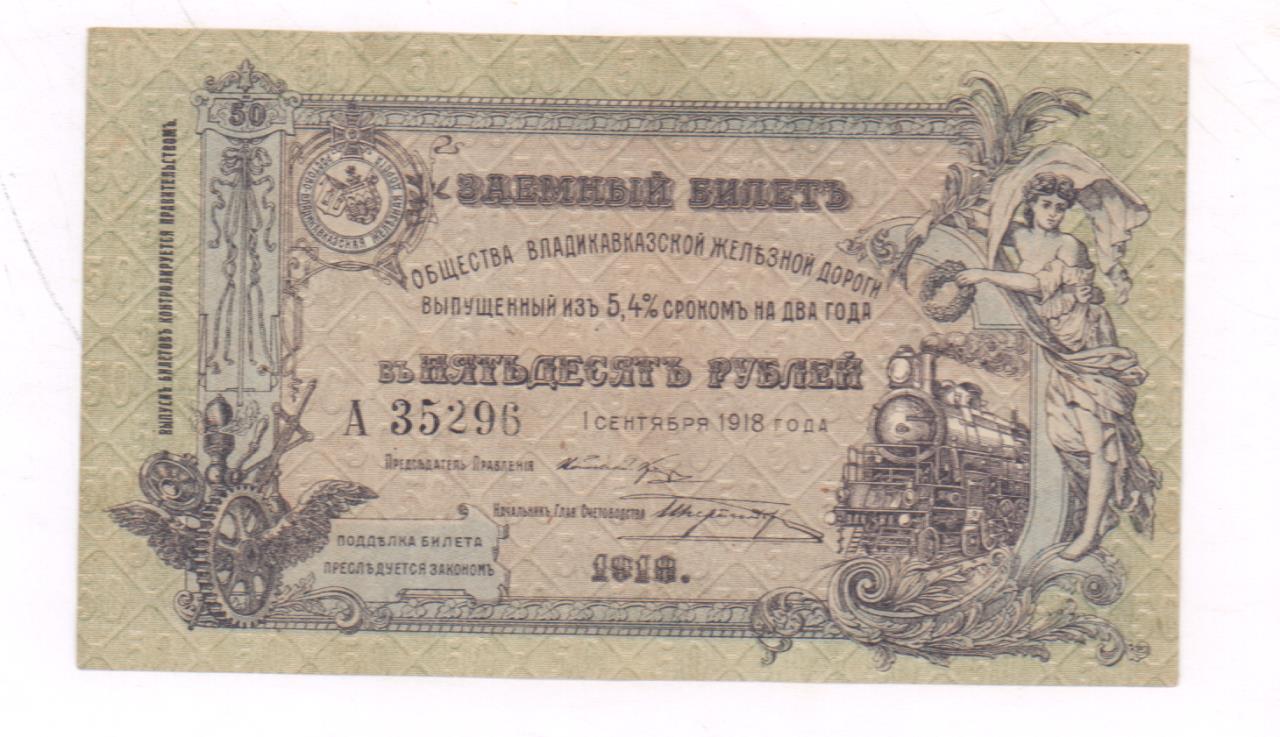 50
ВЫПУСКЪ БИЛЕТОВЪ КОНТРОЛИРУЕТСЯ ПРАВИТЕЛЬСТВОМЪ.
ЗАЕМНЫЙ БИЛЕТЪ
ОБЩЕСТВА ВЛАДИКАВКАЗСКОЙ ЖЕЛѢЗНОЙ ДОРОГИ
ВЫПУЩЕННЫЙ ИЗЪ 5,4% СРОКОМЪ НА ДВА ГОДА
ВЪ ПЯТЬДЕСЯТЪ РУБЛЕЙ
А 35296
1 СЕНТЯБРЯ 1918 ГОДА
ПРЕДСѢДАТЕЛЬ ПРАВЛЕНІЯ
НАЧАЛЬНИКЪ ГЛАВ. СЧЕТОВОДСТВА
ПОДДѢЛКА БИЛЕТА
ПРЕСЛѢДУЕТСЯ ЗАКОНОМЪ
1918.